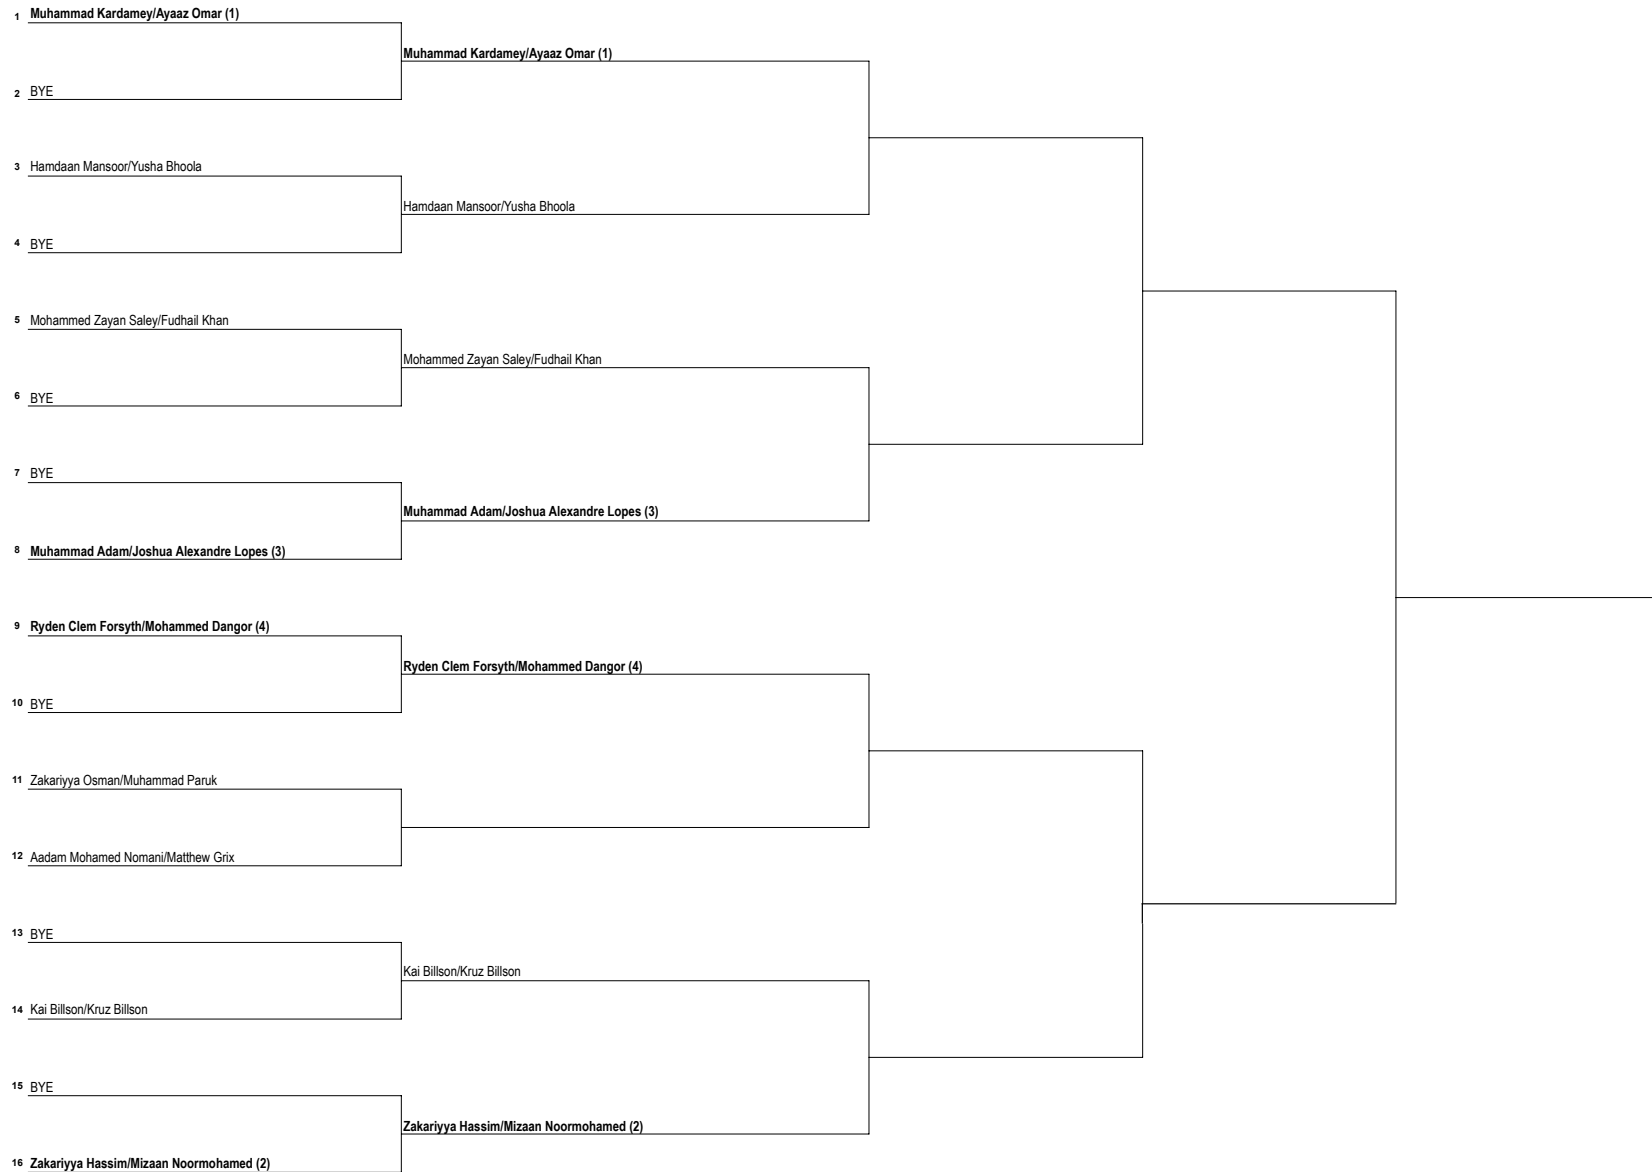 1 Muhammad Kardamey/Ayaaz Omar (1)
Muhammad Kardamey/Ayaaz Omar (1)
2 BYE
3 Hamdaan Mansoor/Yusha Bhoola
Hamdaan Mansoor/Yusha Bhoola
4 BYE
5 Mohammed Zayan Saley/Fudhail Khan
Mohammed Zayan Saley/Fudhail Khan
6 BYE
7 BYE
Muhammad Adam/Joshua Alexandre Lopes (3)
8 Muhammad Adam/Joshua Alexandre Lopes (3)
9 Ryden Clem Forsyth/Mohammed Dangor (4)
Ryden Clem Forsyth/Mohammed Dangor (4)
10 BYE
11 Zakariyya Osman/Muhammad Paruk
12 Aadam Mohamed Nomani/Matthew Grix
13 BYE
Kai Billson/Kruz Billson
14 Kai Billson/Kruz Billson
15 BYE
Zakariyya Hassim/Mizaan Noormohamed (2)
16 Zakariyya Hassim/Mizaan Noormohamed (2)